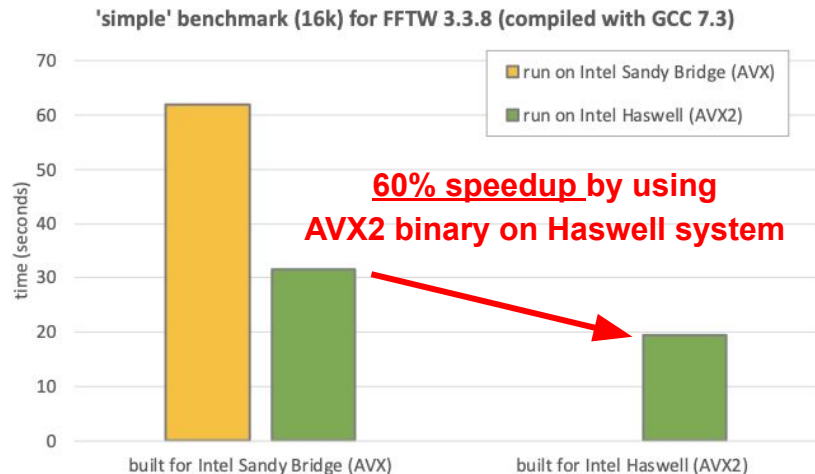 'simple' benchmark (16k) for FFTW 3.3.8 (compiled with GCC 7.3)
70
60
50
40
30
20
10
0
time (seconds)
run on Intel Sandy Bridge (AVX)
run on Intel Haswell (AVX2)
60% speedup by using
AVX2 binary on Haswell system
built for Intel Sandy Bridge (AVX)
built for Intel Haswell (AVX2)